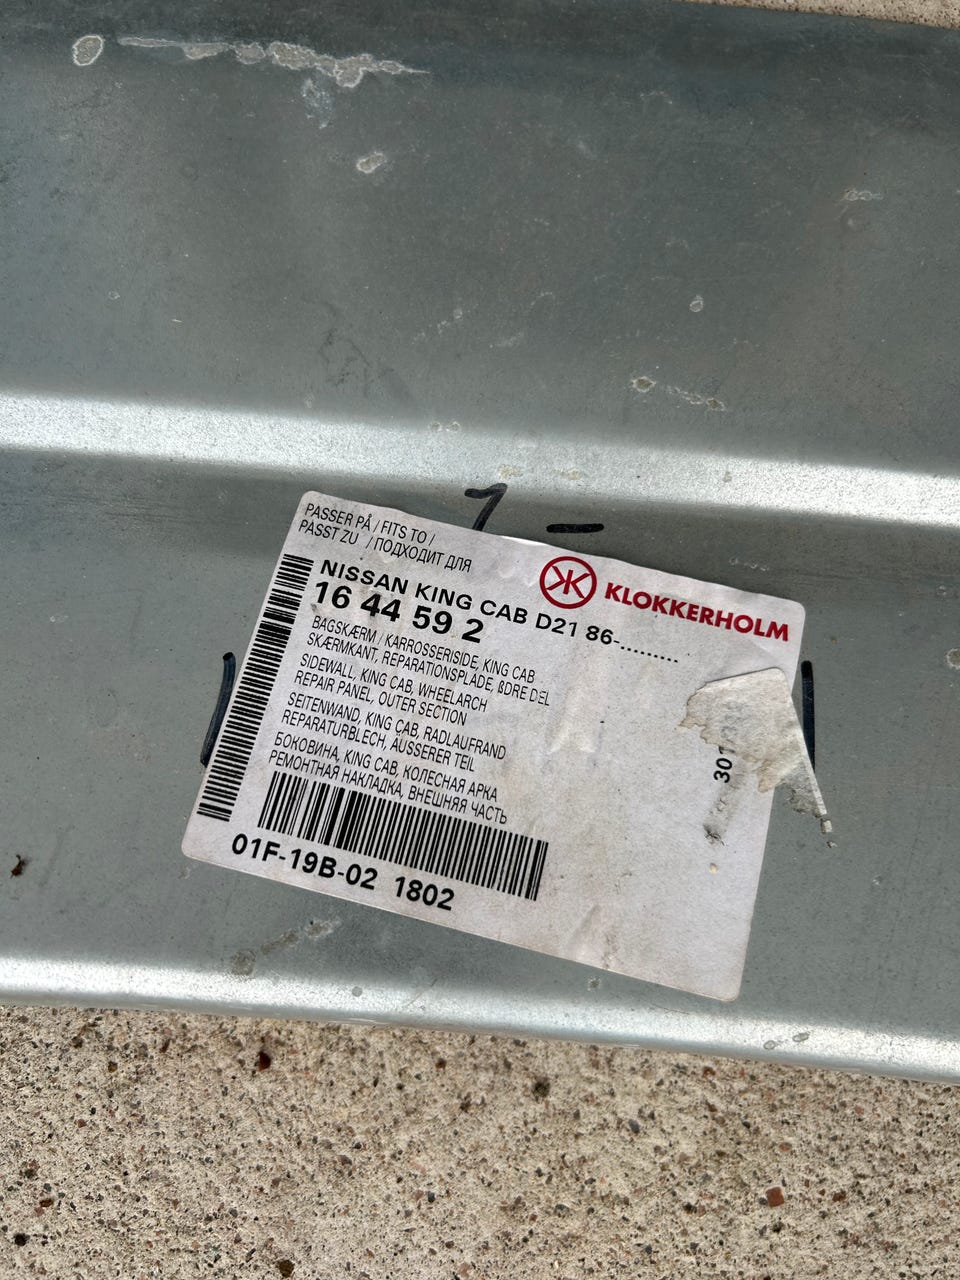 PASSER PÅ / FITS TO /
PASST ZU / ПОДХОДИТ ДЛЯ
KLOKKERHOLM
NISSAN KING CAB D21 86-.........
16 44 59 2
BAGSKÆRM / KARROSSERISIDE, KING CAB
SKÆRMKANT, REPARATIONSPLADE, ßDRE DEL
SIDEWALL, KING CAB, WHEELARCH
REPAIR PANEL, OUTER SECTION
SEITENWAND, KING CAB, RADLAUFRAND
REPARATURBLECH, ÄUSSERER TEIL
БОКОВИНА, KING CAB, КОЛЕСНАЯ АРКА
РЕМОНТНАЯ НАКЛАДКА, ВНЕШНЯЯ ЧАСТЬ
01F-19B-02 1802